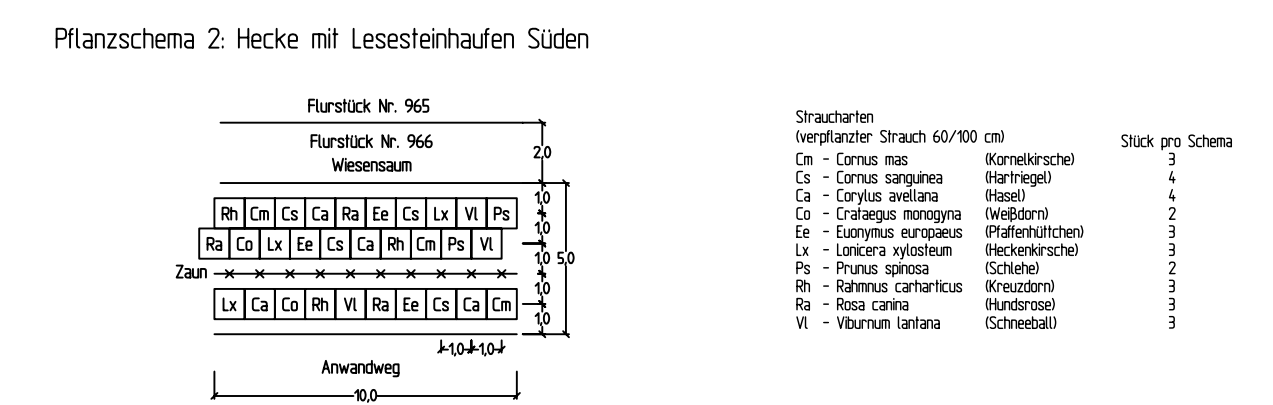 Pflanzschema 2: Hecke mit Lesesteinhaufen Süden
Flurstück Nr. 965
Flurstück Nr. 966
Wiesensaum
2,0
1,0
Rh Cm Cs Ca Ra Ee Cs Lx Vl Ps
1,0
Ra Co Lx Ee Cs Ca Rh Cm Ps Vl
1,0 5,0
Zaun
1,0
Lx Ca Co Rh Vl Ra Ee Cs Ca Cm
1,0
1,0 1,0
Anwandweg
10,0
Straucharten
(verpflanzter Strauch 60/100 cm) Stück pro Schema
Cm - Cornus mas (Kornelkirsche) 3
Cs - Cornus sanguinea (Hartriegel) 4
Ca - Corylus avellana (Hasel) 4
Co - Crataegus monogyna (Weißdorn) 2
Ee - Euonymus europaeus (Pfaffenhüttchen) 3
Lx - Lonicera xylosteum (Heckenkirsche) 3
Ps - Prunus spinosa (Schlehe) 2
Rh - Rahmnus carharticus (Kreuzdorn) 3
Ra - Rosa canina (Hundsrose) 3
Vl - Viburnum lantana (Schneeball) 3